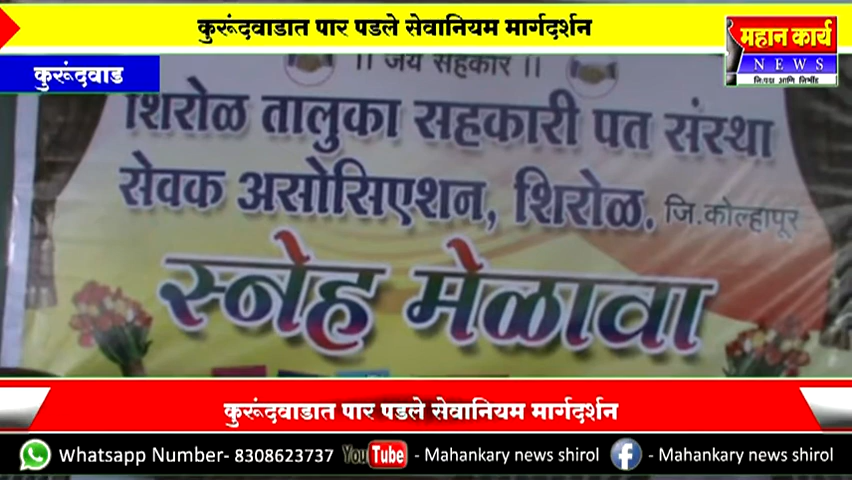 कुरूंदवाडात पार पडले सेवानियम मार्गदर्शन
महान कार्य
NEWS
कुरूंदवाड
।। जय सहकार ।।
शिरोळ तालुका सहकारी पत संस्था
सेवक असोसिएशन, शिरोळ. जि.कोल्हापूर
स्नेह मेळावा
कुरूंदवाडात पार पडले सेवानियम मार्गदर्शन
Whatsapp Number- 8308623737 YouTube - Mahankary news shirol f - Mahankary news shirol